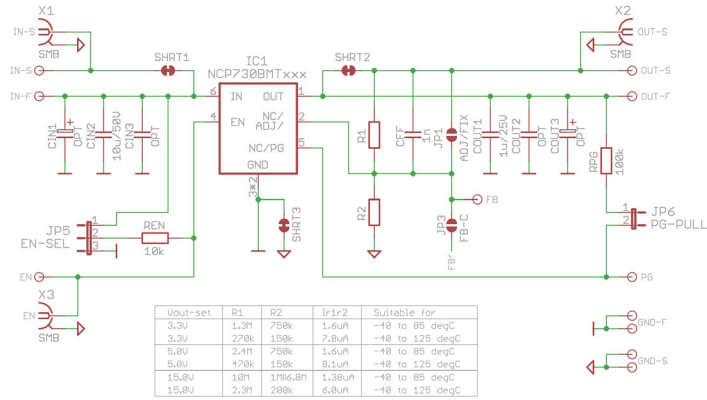 X1
X2
IN-S
SMB
OUT-S
SMB
IN-S
SHRT1
IC1
NCP730BMTxxx
SHRT2
OUT-S
IN-F
6
IN
OUT
1
OUT-F
4
EN
NC/
ADJ/
2
NC/PG
5
GND
3*2
CIN1
OPT
CIN2
10u/50V
CIN3
OPT
R1
CFF
1n
JP1
ADJ/FIX
COUT1
1u/25V
COUT2
OPT
COUT3
OPT
RPG
100k
R2
FB
JP3
FB-C
FB'
SHRT3
JP5
EN-SEL
1
2
3
REN
10k
1
2
JP6
PG-PULL
EN
PG
X3
EN
SMB
GND-F
GND-S
Vout-set R1 R2 Ir1r2 Suitable for
3.3V 1.3M 750k 1.6uA -40 to 85 degC
3.3V 270k 150k 7.8uA -40 to 125 degC
5.0V 2.4M 750k 1.6uA -40 to 85 degC
5.0V 470k 150k 8.1uA -40 to 125 degC
15.0V 10M 1M||6.8M 1.38uA -40 to 85 degC
15.0V 2.3M 200k 6.0uA -40 to 125 degC